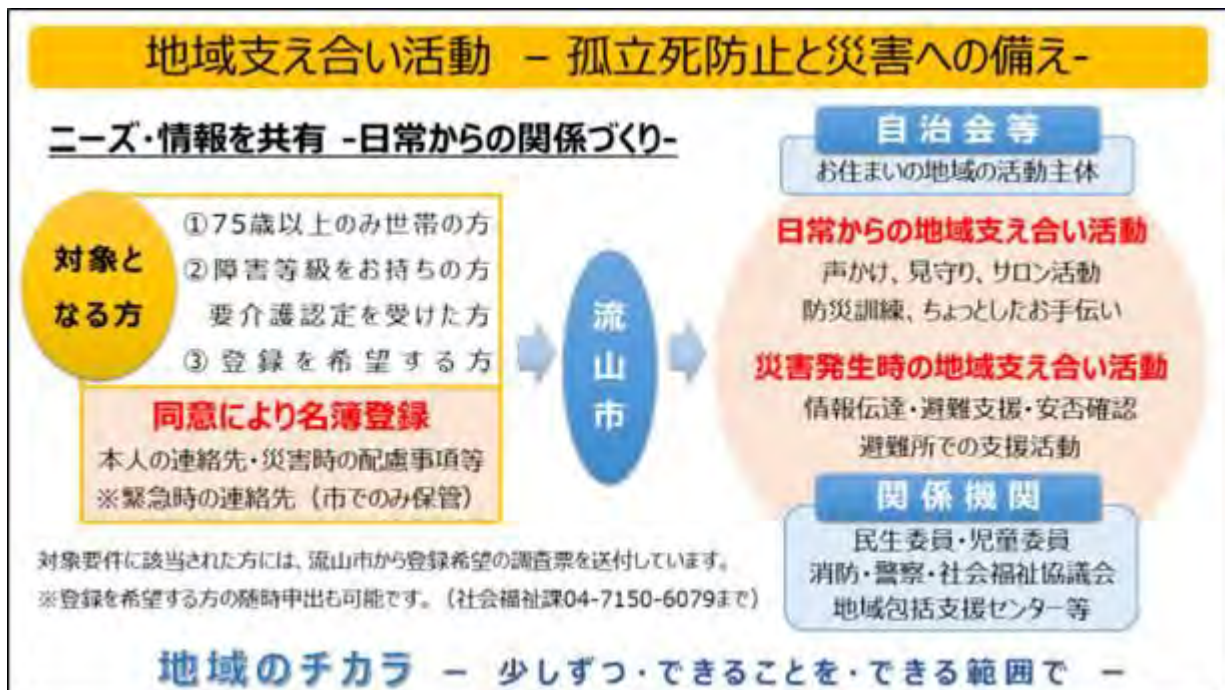 地域支え合い活動 － 孤立死防止と災害への備え-
ニーズ・情報を共有 -日常からの関係づくり-
対象と
なる方
①75歳以上のみ世帯の方
②障害等級をお持ちの方
要介護認定を受けた方
③登録を希望する方
同意により名簿登録
本人の連絡先・災害時の配慮事項等
※緊急時の連絡先（市でのみ保管）
流山市
自治会等
お住まいの地域の活動主体
日常からの地域支え合い活動
声かけ、見守り、サロン活動
防災訓練、ちょっとしたお手伝い
災害発生時の地域支え合い活動
情報伝達・避難支援・安否確認
避難所での支援活動
関係機関
民生委員・児童委員
消防・警察・社会福祉協議会
地域包括支援センター等
対象要件に該当された方には、流山市から登録希望の調査票を送付しています。
※登録を希望する方の随時申出も可能です。（社会福祉課04-7150-6079まで）
地域のチカラ － 少しずつ・できることを・できる範囲で －